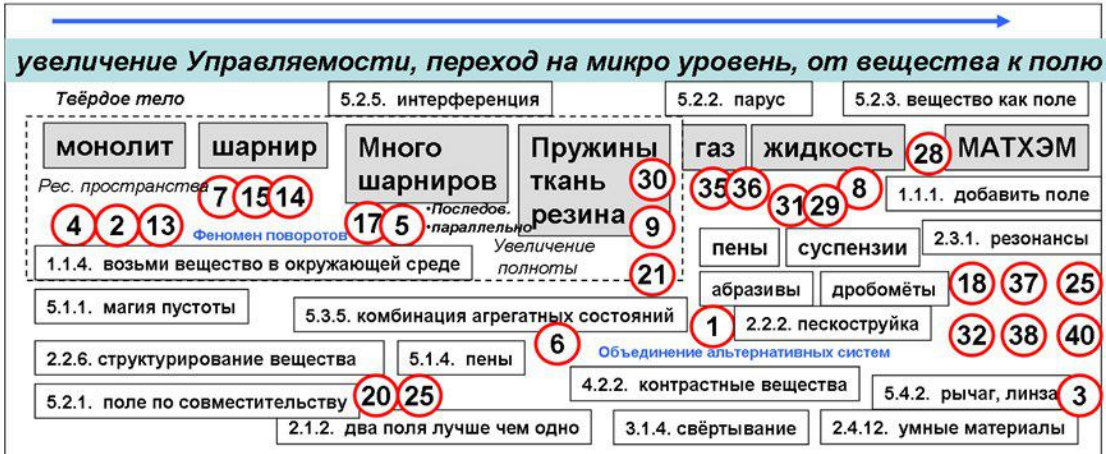 увеличение Управляемости, переход на микро уровень, от вещества к полю
Твёрдое тело
5.2.5. интерференция
5.2.2. парус
5.2.3. вещество как поле
монолит
шарнир
Много
шарниров
Пружины
ткань
резина
газ
жидкость
28
МАТХЭМ
Рес. пространства
7
15
14
30
35
36
31
29
8
1.1.1. добавить поле
4
2
13
Феномен поворотов
17
5
•Последов.
•параллельно
9
Увеличение
полноты
21
пены
суспензии
2.3.1. резонансы
1.1.4. возьми вещество в окружающей среде
абразивы
дробомёты
18
37
25
5.1.1. магия пустоты
5.3.5. комбинация агрегатных состояний
1
2.2.2. пескоструйка
32
38
40
6
Объединение альтернативных систем
2.2.6. структурирование вещества
5.1.4. пены
4.2.2. контрастные вещества
5.4.2. рычаг, линза
3
5.2.1. поле по совместительству
20
25
2.1.2. два поля лучше чем одно
3.1.4. свёртывание
2.4.12. умные материалы